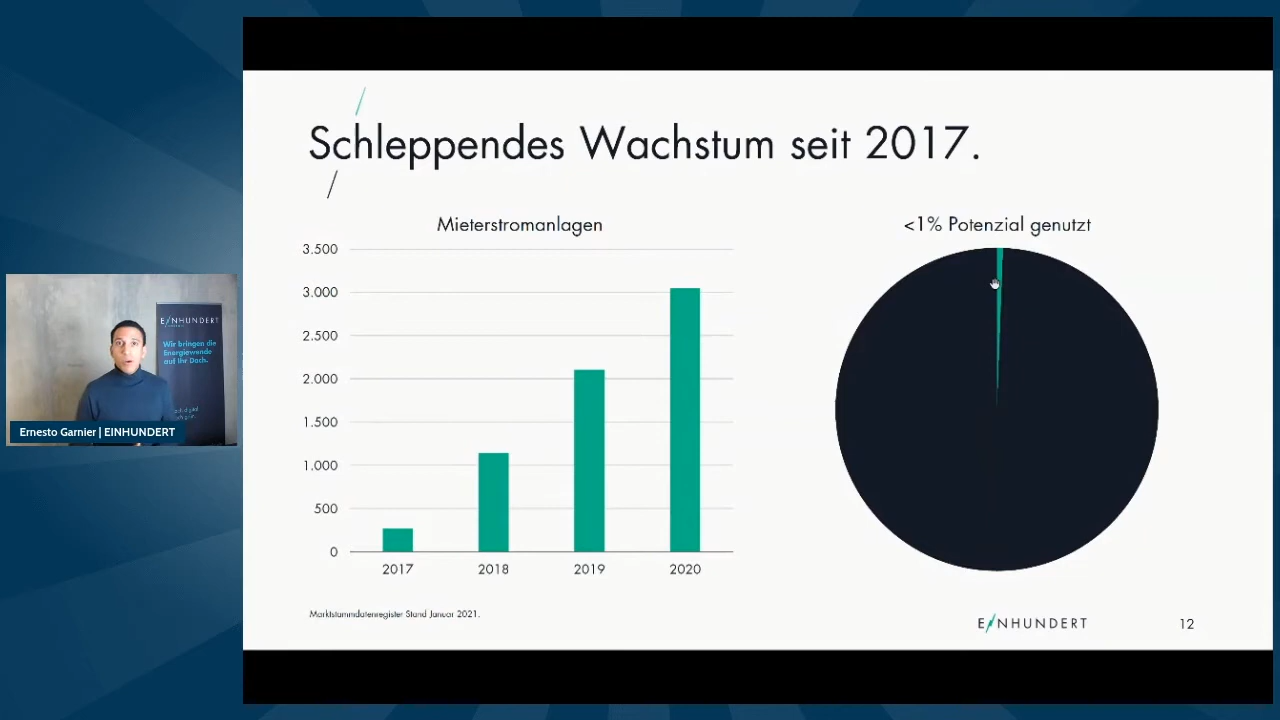 Schleppendes Wachstum seit 2017.
Mieterstromanlagen
3.500
3.000
2.500
2.000
1.500
1.000
500
0
2017 2018 2019 2020
<1% Potenzial genutzt
Marktstammdatenregister Stand Januar 2021.
E/NHUNDERT
12
E/NHUNDERT
Wir bringen die
Energiewende
auf Ihr Dach.
Ernesto Garnier | EINHUNDERT